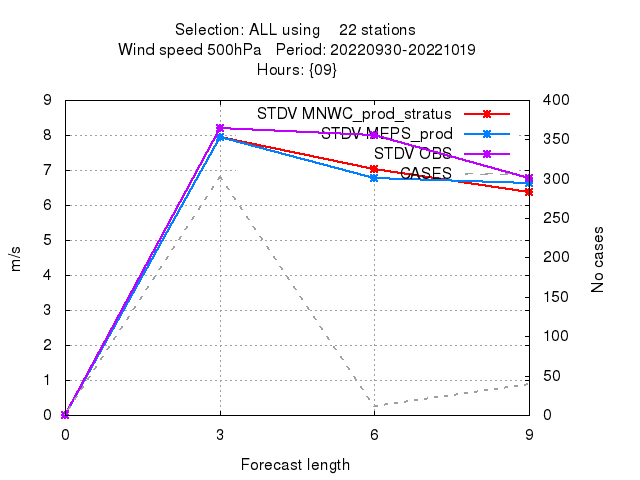 Selection: ALL using    22 stations
Wind speed 500hPa   Period: 20220930-20221019
Hours: {09}
9
8
7
6
5
4
3
2
1
0
400
350
300
250
200
150
100
50
0
STDV MNWC_prod_stratus
STDV MEPS_prod
STDV OBS
CASES
m/s
No cases
0 3 6 9
Forecast length